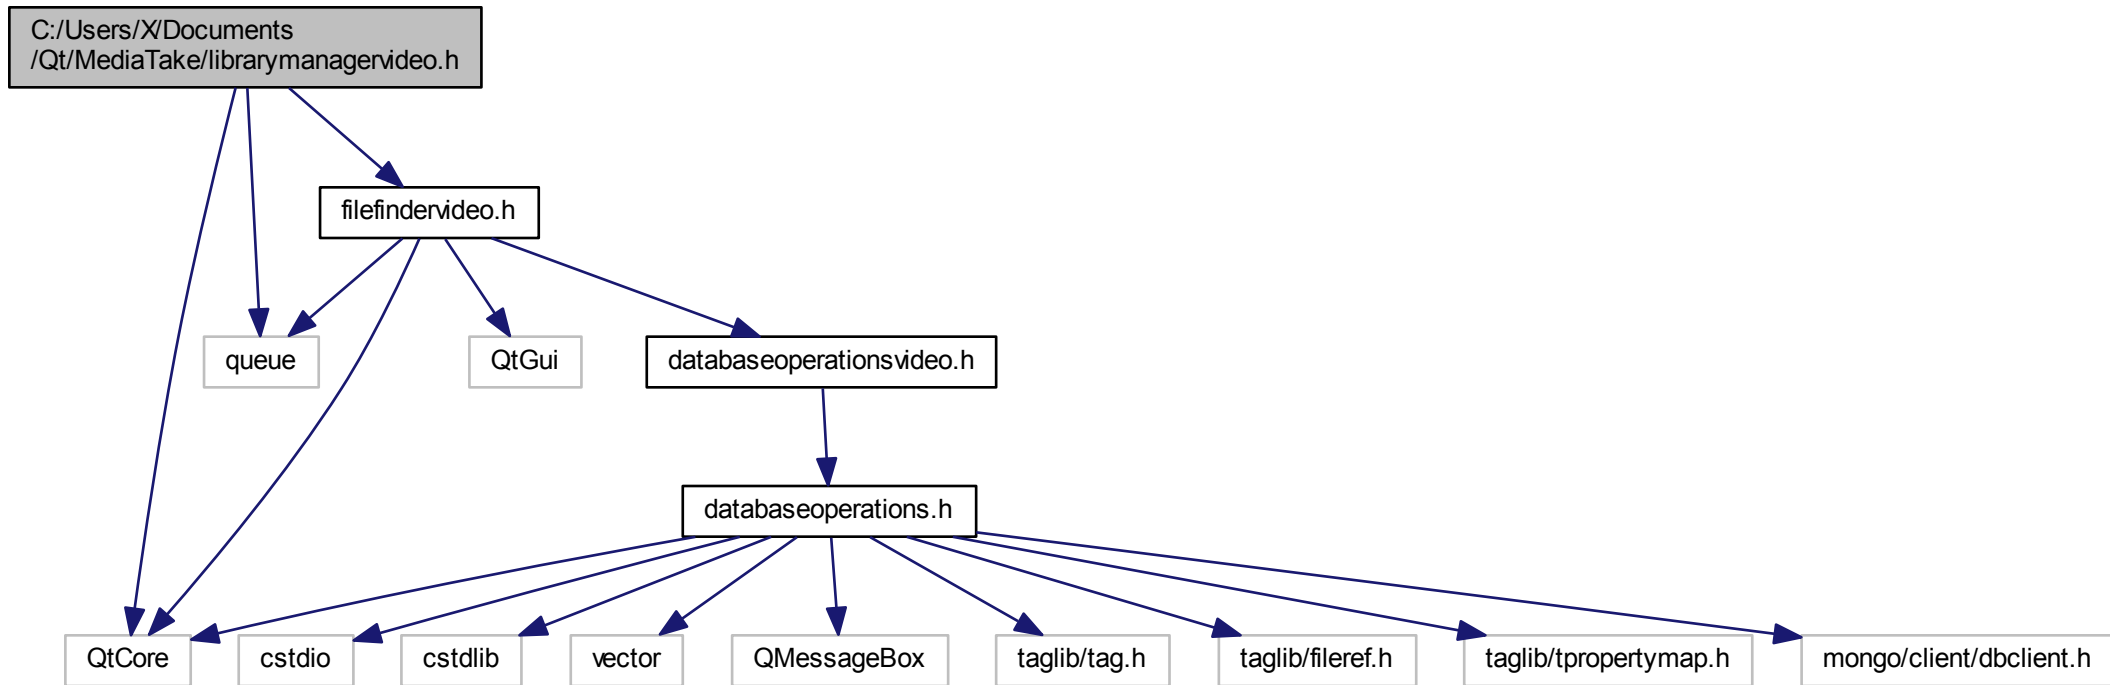 C:/Users/X/Documents
/Qt/MediaTake/librarymanagervideo.h
filefindervideo.h
queue
QtGui
databaseoperationsvideo.h
databaseoperations.h
QtCore
cstdio
cstdlib
vector
QMessageBox
taglib/tag.h
taglib/fileref.h
taglib/tpropertymap.h
mongo/client/dbclient.h